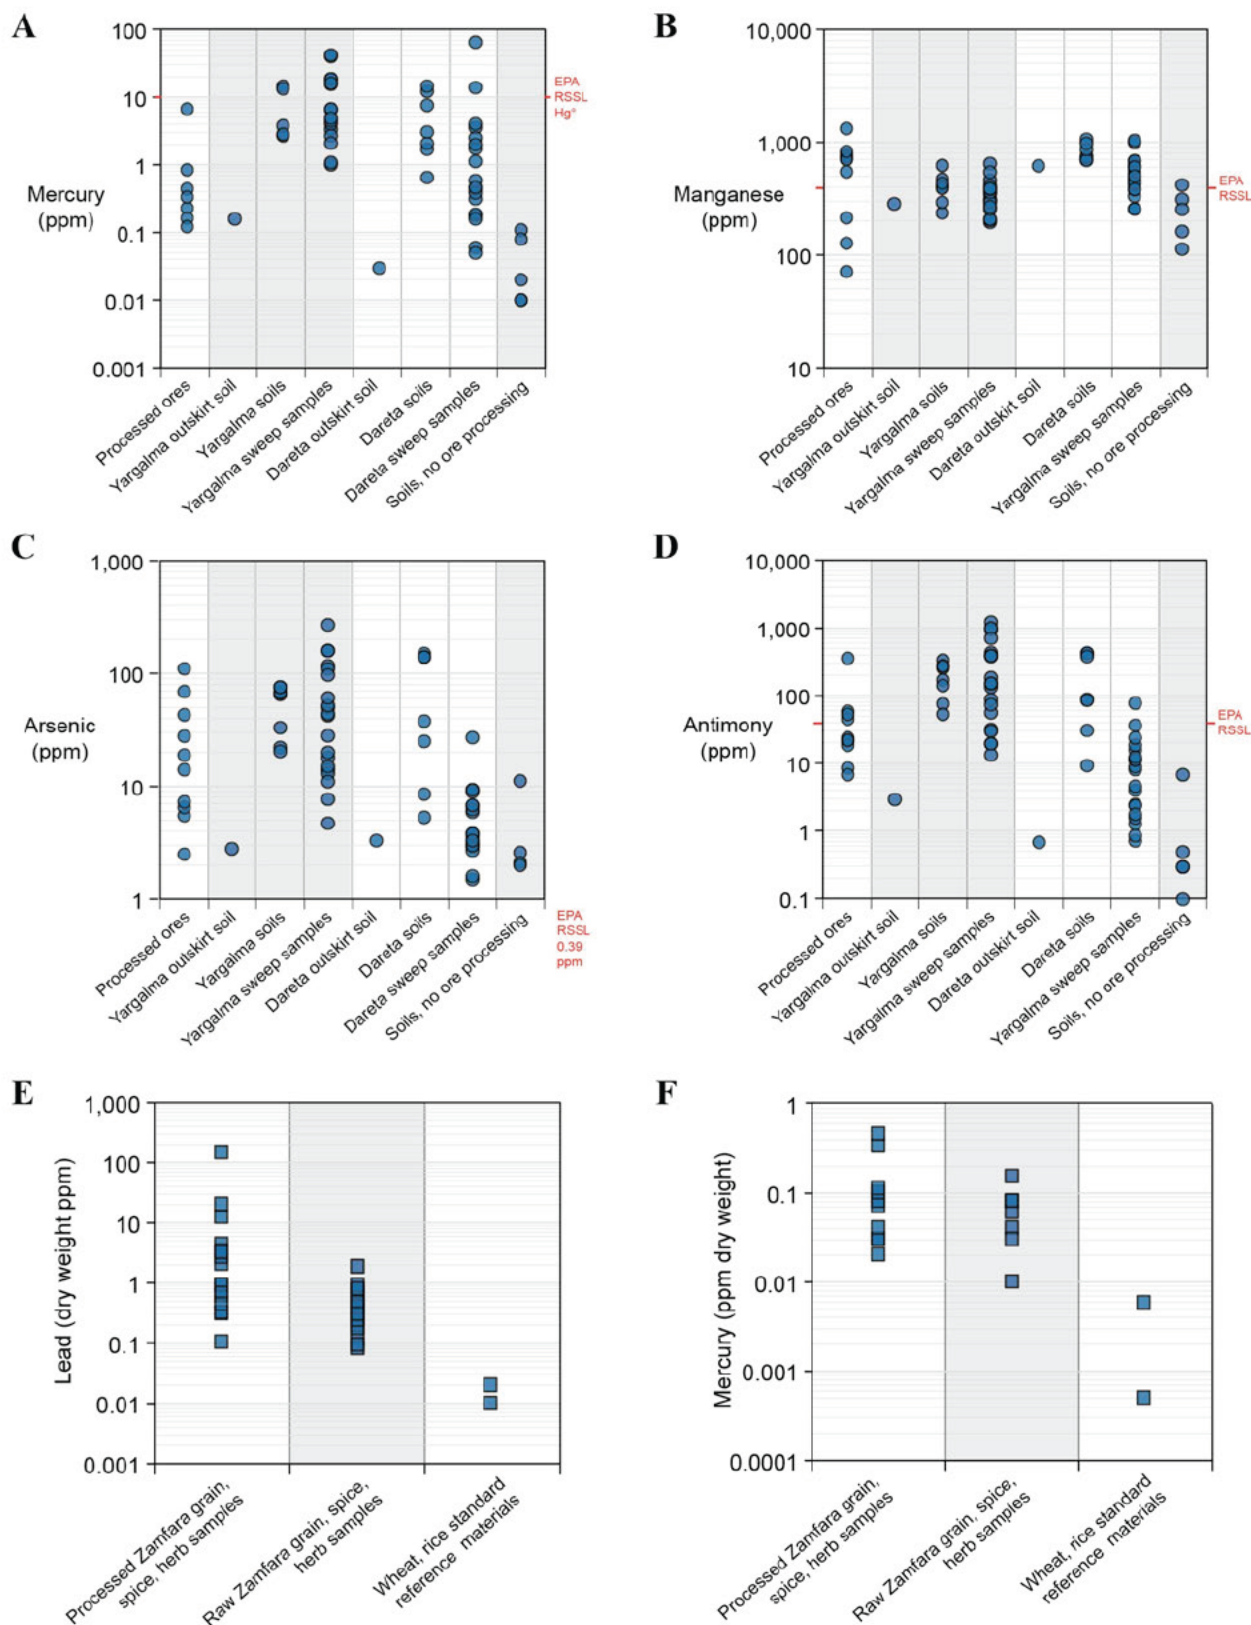 A
100
10
1
0.1
0.01
0.001
Mercury
(ppm)
EPA
RSSL
Hg°
Processed ores
Yargalma outskirt soil
Yargalma soils
Yargalma sweep samples
Dareta outskirt soil
Dareta soils
Dareta sweep samples
Soils, no ore processing
B
10,000
1,000
100
10
Manganese
(ppm)
EPA
RSSL
Processed ores
Yargalma outskirt soil
Yargalma soils
Yargalma sweep samples
Dareta outskirt soil
Dareta soils
Yargalma sweep samples
Soils, no ore processing
C
1,000
100
10
1
Arsenic
(ppm)
EPA
RSSL
0.39
ppm
Processed ores
Yargalma outskirt soil
Yargalma soils
Yargalma sweep samples
Dareta outskirt soil
Dareta soils
Dareta sweep samples
Soils, no ore processing
D
10,000
1,000
100
10
1
0.1
Antimony
(ppm)
EPA
RSSL
Processed ores
Yargalma outskirt soil
Yargalma soils
Yargalma sweep samples
Dareta outskirt soil
Dareta soils
Yargalma sweep samples
Soils, no ore processing
E
1,000
100
10
1
0.1
0.01
0.001
Lead (dry weight ppm)
Processed Zamfara grain,
spice, herb samples
Raw Zamfara grain, spice,
herb samples
Wheat, rice standard
reference materials
F
1
0.1
0.01
0.001
0.0001
Mercury (ppm dry weight)
Processed Zamfara grain,
spice, herb samples
Raw Zamfara grain, spice,
herb samples
Wheat, rice standard
reference materials